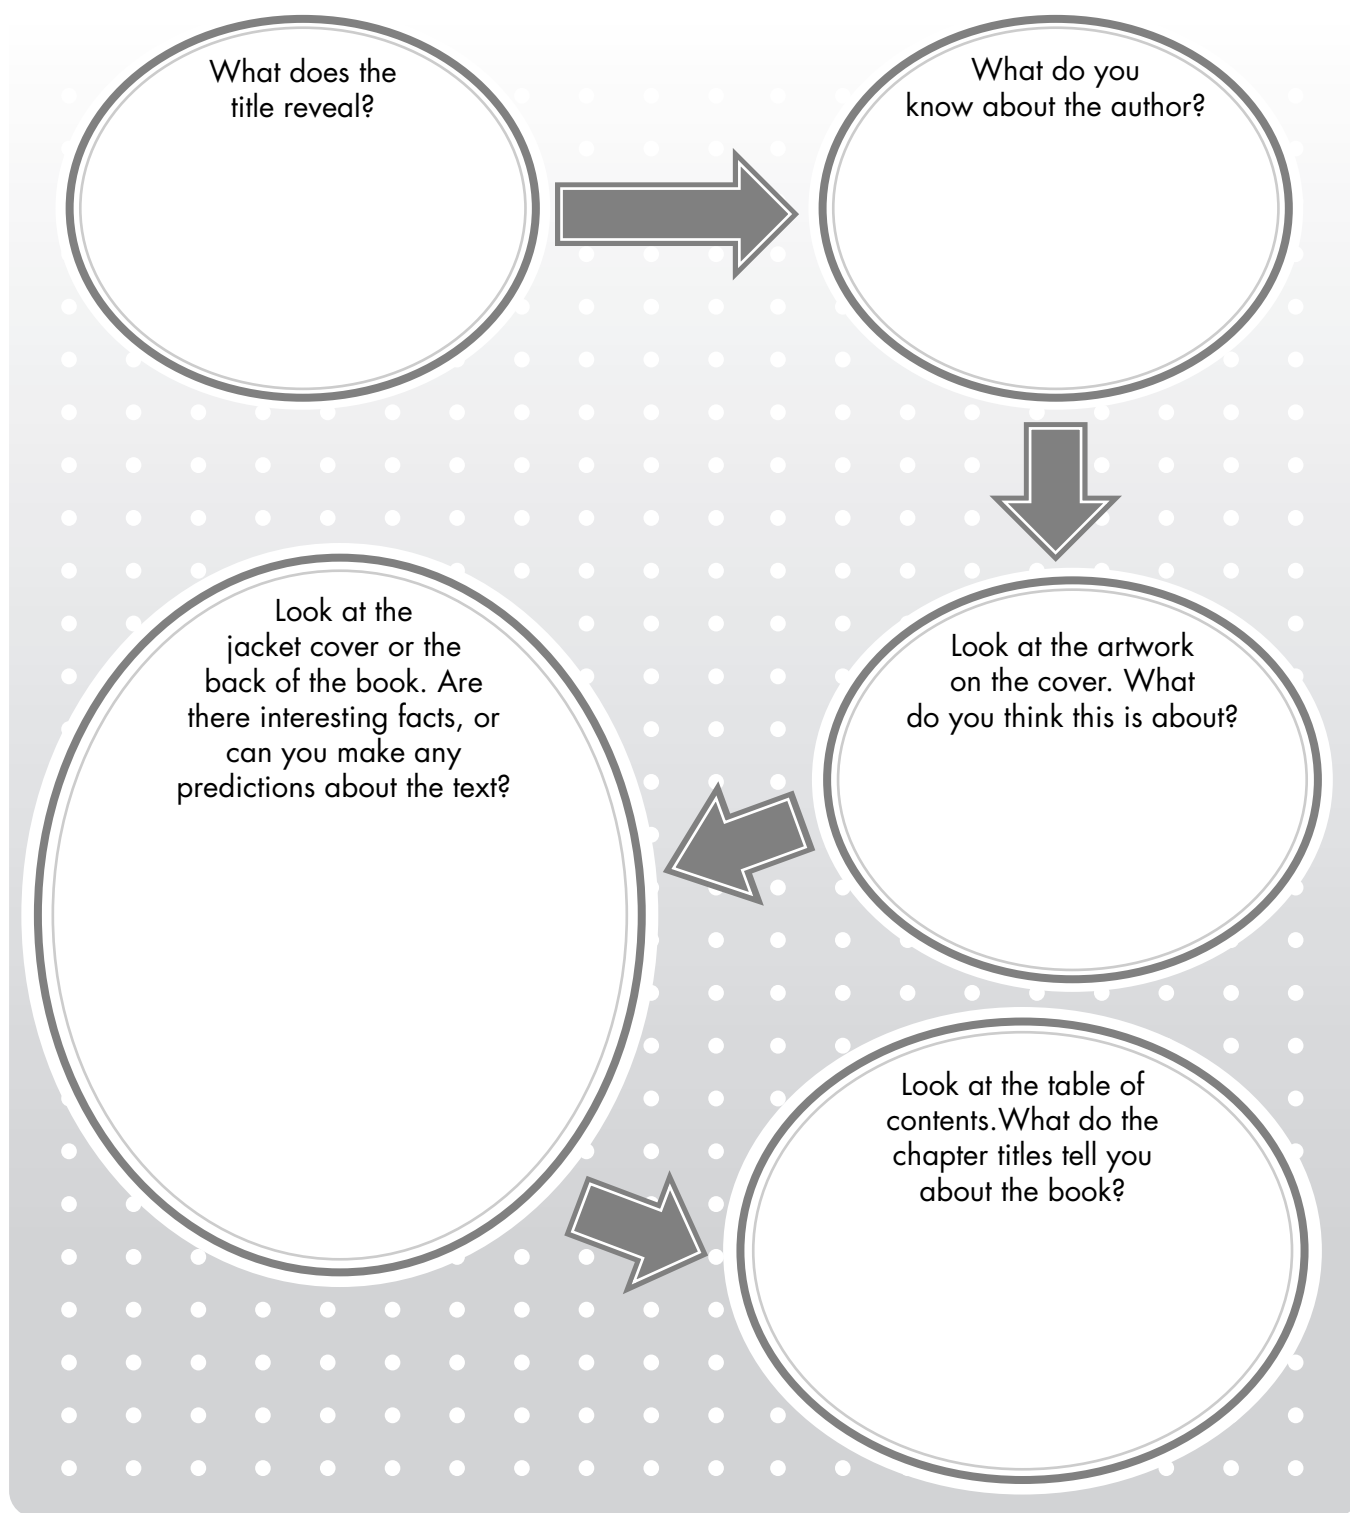 What does the
title reveal?
What do you
know about the author?
Look at the artwork
on the cover. What
do you think this is about?
Look at the
jacket cover or the
back of the book. Are
there interesting facts, or
can you make any
predictions about the text?
Look at the table of
contents.What do the
chapter titles tell you
about the book?